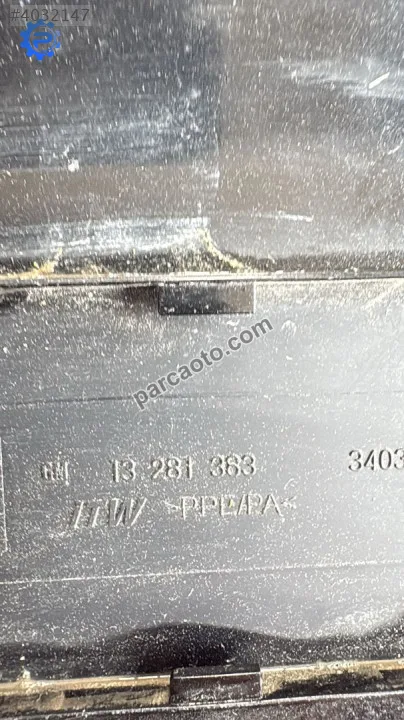 #4032147
parcaoto.com
GM 13 281 383 3403
ITW >PPE/PA<